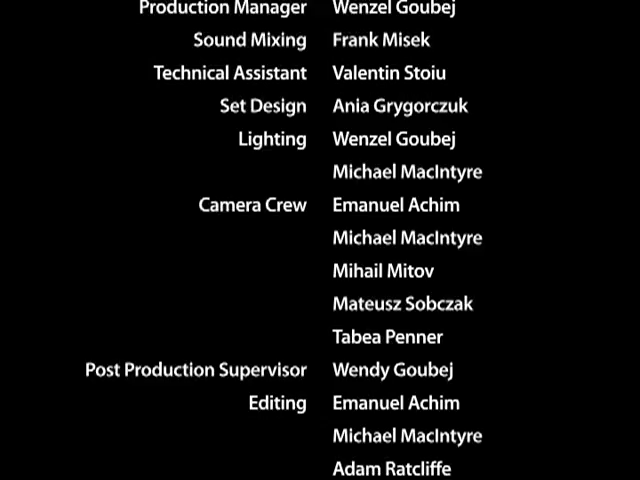 Production Manager Wenzel Goubej
Sound Mixing Frank Misek
Technical Assistant Valentin Stoiu
Set Design Ania Grygorczuk
Lighting Wenzel Goubej
Michael MacIntyre
Camera Crew Emanuel Achim
Michael MacIntyre
Mihail Mitov
Mateusz Sobczak
Tabea Penner
Post Production Supervisor Wendy Goubej
Editing Emanuel Achim
Michael MacIntyre
Adam Ratcliffe